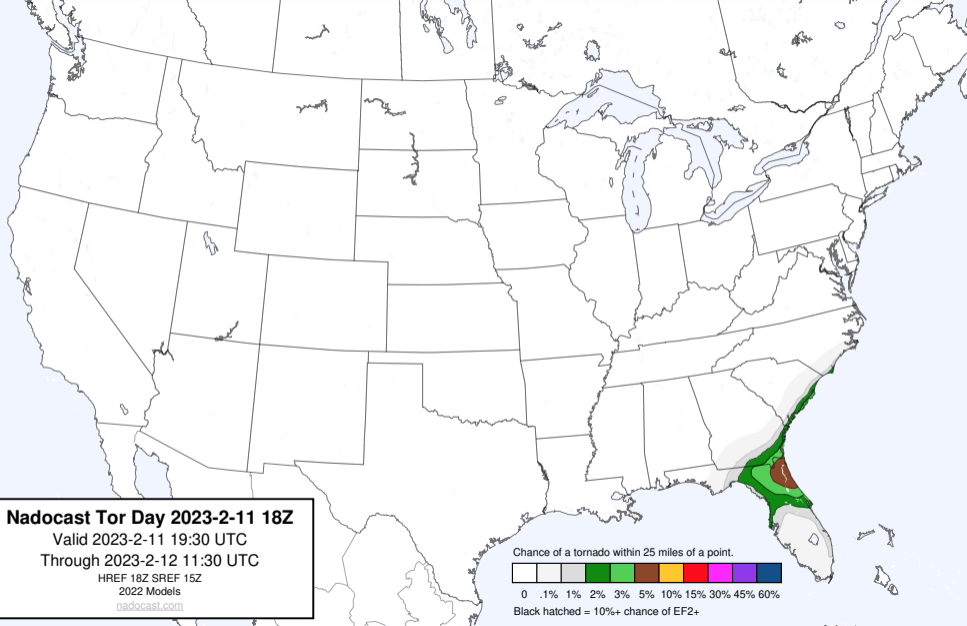 Nadocast Tor Day 2023-2-11 18Z
Valid 2023-2-11 19:30 UTC
Through 2023-2-12 11:30 UTC
HREF 18Z SREF 15Z
2022 Models
nadocast.com
Chance of a tornado within 25 miles of a point.
0 .1% 1% 2% 3% 5% 10% 15% 30% 45% 60%
Black hatched = 10%+ chance of EF2+